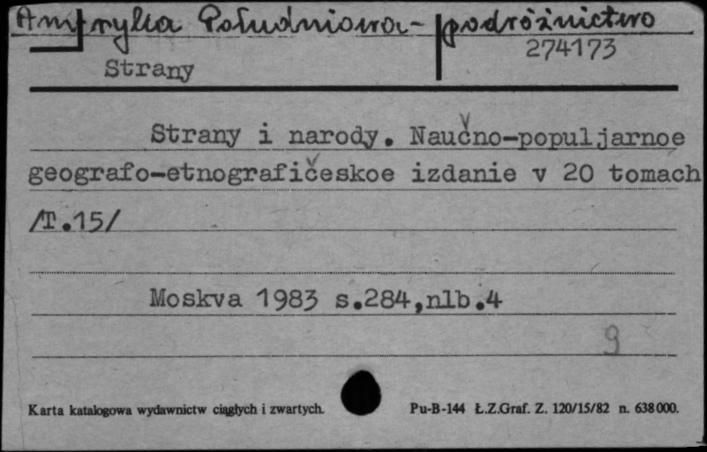 Ameryka Południowa - podróżnictwo
274173
Strany
Strany i narody. Naučno-populjarnoe
geografo-etnografičeskoe izdanie v 20 tomach
/T.15/
Moskva 1983 s.284,nlb.4
9
Karta katalogowa wydawnictw ciągłych i zwartych.
Pu-B-144 Ł.Z.Graf. Z. 120/15/82 n. 638000.